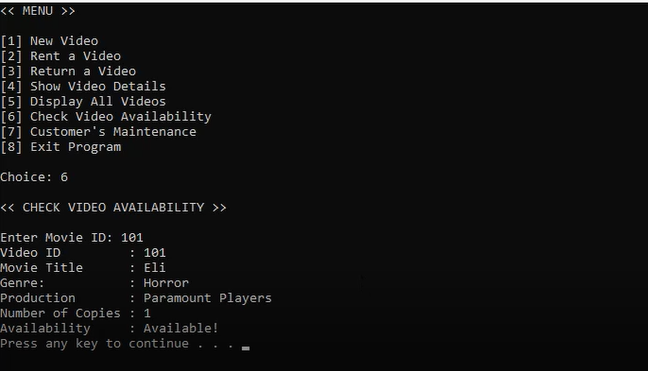 << MENU >>
[1] New Video
[2] Rent a Video
[3] Return a Video
[4] Show Video Details
[5] Display All Videos
[6] Check Video Availability
[7] Customer's Maintenance
[8] Exit Program
Choice: 6
<< CHECK VIDEO AVAILABILITY >>
Enter Movie ID: 101
Video ID         : 101
Movie Title      : Eli
Genre:           : Horror
Production       : Paramount Players
Number of Copies : 1
Availability     : Available!
Press any key to continue . . .